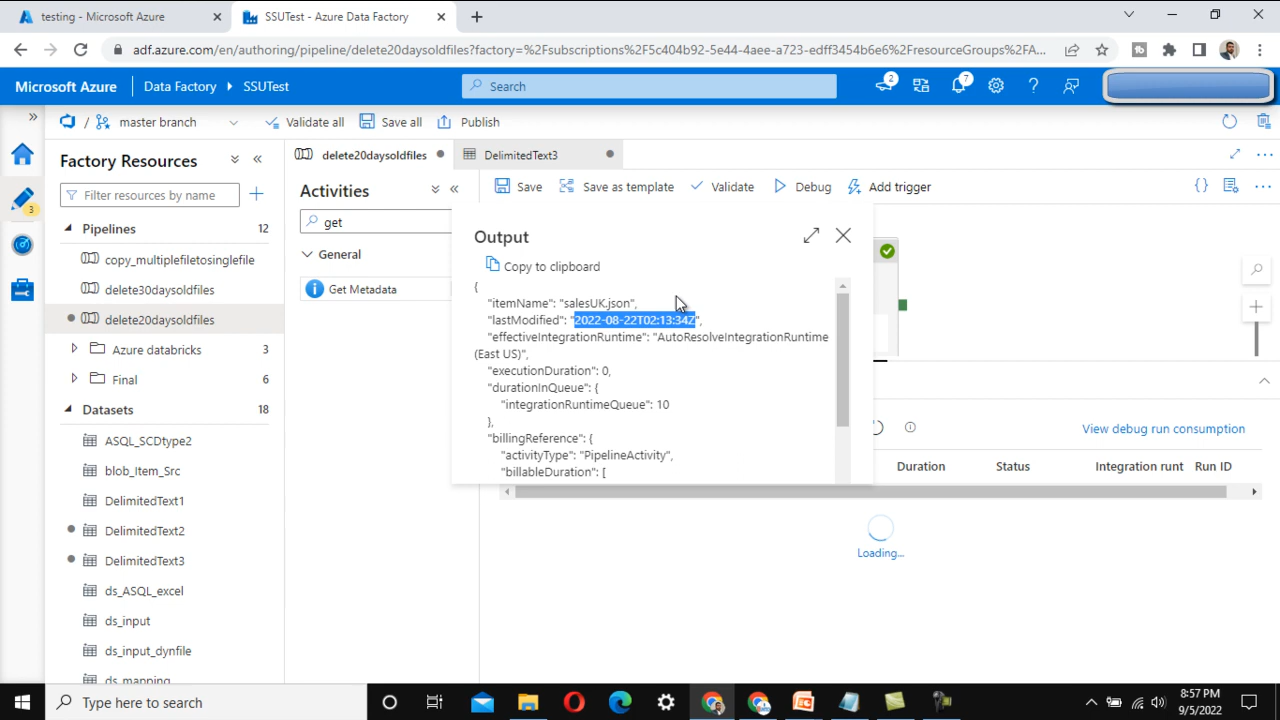 testing - Microsoft Azure
SSUTest - Azure Data Factory
adf.azure.com/en/authoring/pipeline/delete20daysoldfiles?factory=%2Fsubscriptions%2F5c404b92-5e44-4aee-a723-edff3454b6e6%2FresourceGroups%2FA...
Microsoft Azure
Data Factory
SSUTest
Search
2
7
/
master branch
Validate all
Save all
Publish
Factory Resources
delete20daysoldfiles
DelimitedText3
Activities
Save
Save as template
Validate
Debug
Add trigger
Filter resources by name
get
3
Pipelines 12
General
copy_multiplefiletosinglefile
Get Metadata
delete30daysoldfiles
delete20daysoldfiles
Azure databricks 3
Final 6
Datasets 18
ASQL_SCDtype2
blob_Item_Src
DelimitedText1
DelimitedText2
DelimitedText3
ds_ASQL_excel
ds_input
ds_input_dynfile
ds_mapping
Output
Copy to clipboard
{
"itemName": "salesUK.json",
"lastModified": "2022-08-22T02:13:34Z",
"effectiveIntegrationRuntime": "AutoResolveIntegrationRuntime
(East US)",
"executionDuration": 0,
"durationInQueue": {
"integrationRuntimeQueue": 10
},
"billingReference": {
"activityType": "PipelineActivity",
"billableDuration": [
View debug run consumption
Duration
Status
Integration runt
Run ID
Loading...
Type here to search
8:57 PM
9/5/2022